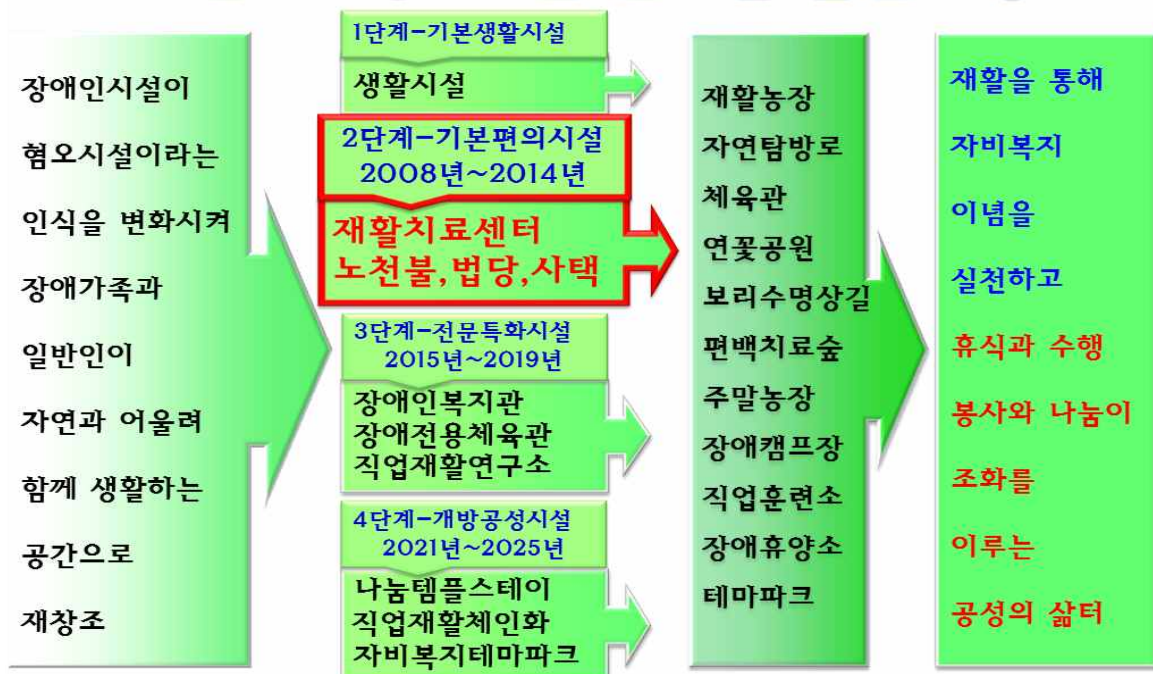 장애인시설이
혐오시설이라는
인식을 변화시켜
장애가족과
일반인이
자연과 어울려
함께 생활하는
공간으로
재창조
1단계-기본생활시설
생활시설
2단계-기본편의시설
2008년~2014년
재활치료센터
노천불,법당,사택
3단계-전문특화시설
2015년~2019년
장애인복지관
장애전용체육관
직업재활연구소
4단계-개방공성시설
2021년~2025년
나눔템플스테이
직업재활체인화
자비복지테마파크
재활농장
자연탐방로
체육관
연꽃공원
보리수명상길
편백치료숲
주말농장
장애캠프장
직업훈련소
장애휴양소
테마파크
재활을 통해
자비복지
이념을
실천하고
휴식과 수행
봉사와 나눔이
조화를
이루는
공성의 삶터